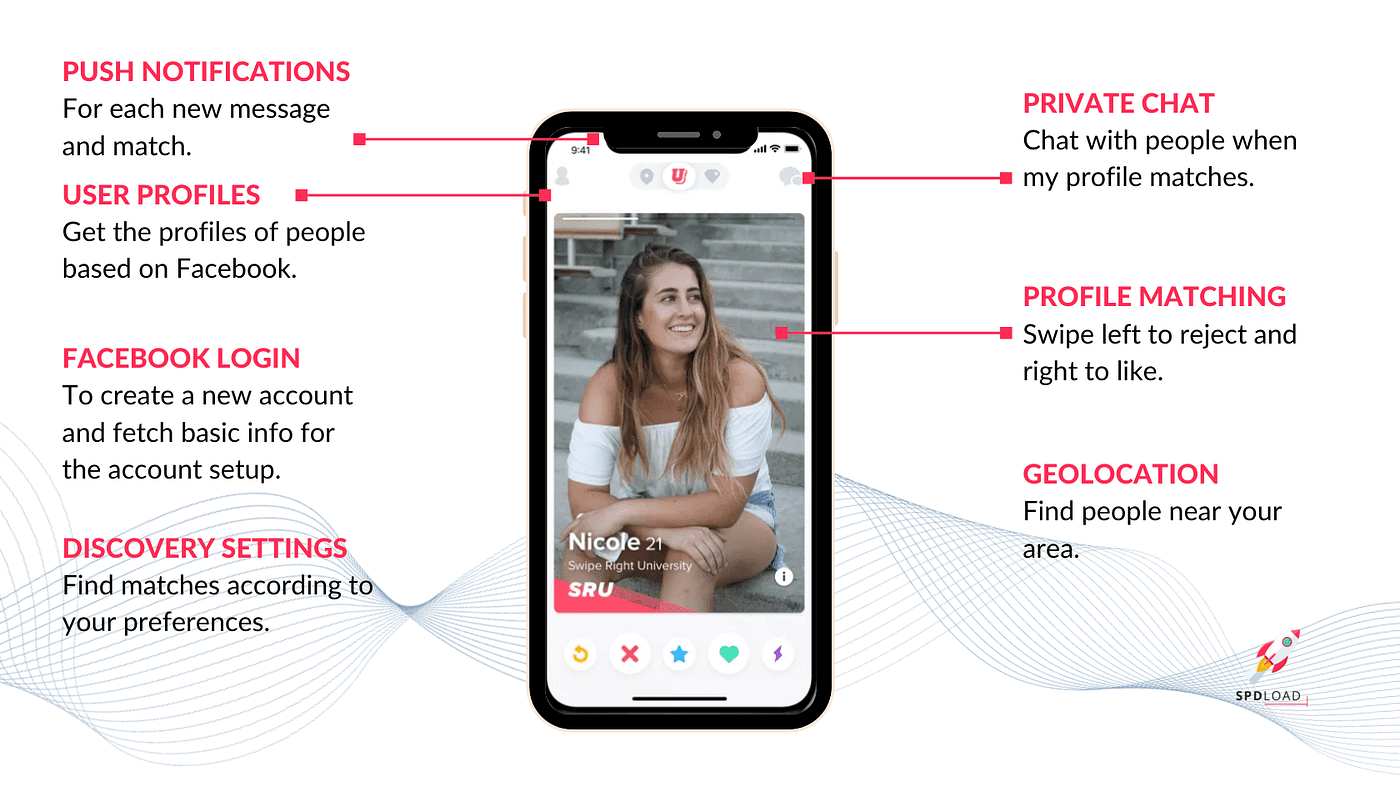 PUSH NOTIFICATIONS
For each new message
and match.
USER PROFILES
Get the profiles of people
based on Facebook.
FACEBOOK LOGIN
To create a new account
and fetch basic info for
the account setup.
DISCOVERY SETTINGS
Find matches according to
your preferences.
9:41
Nicole 21
Swipe Right University
SRU
PRIVATE CHAT
Chat with people when
my profile matches.
PROFILE MATCHING
Swipe left to reject and
right to like.
GEOLOCATION
Find people near your
area.
SPDLOAD